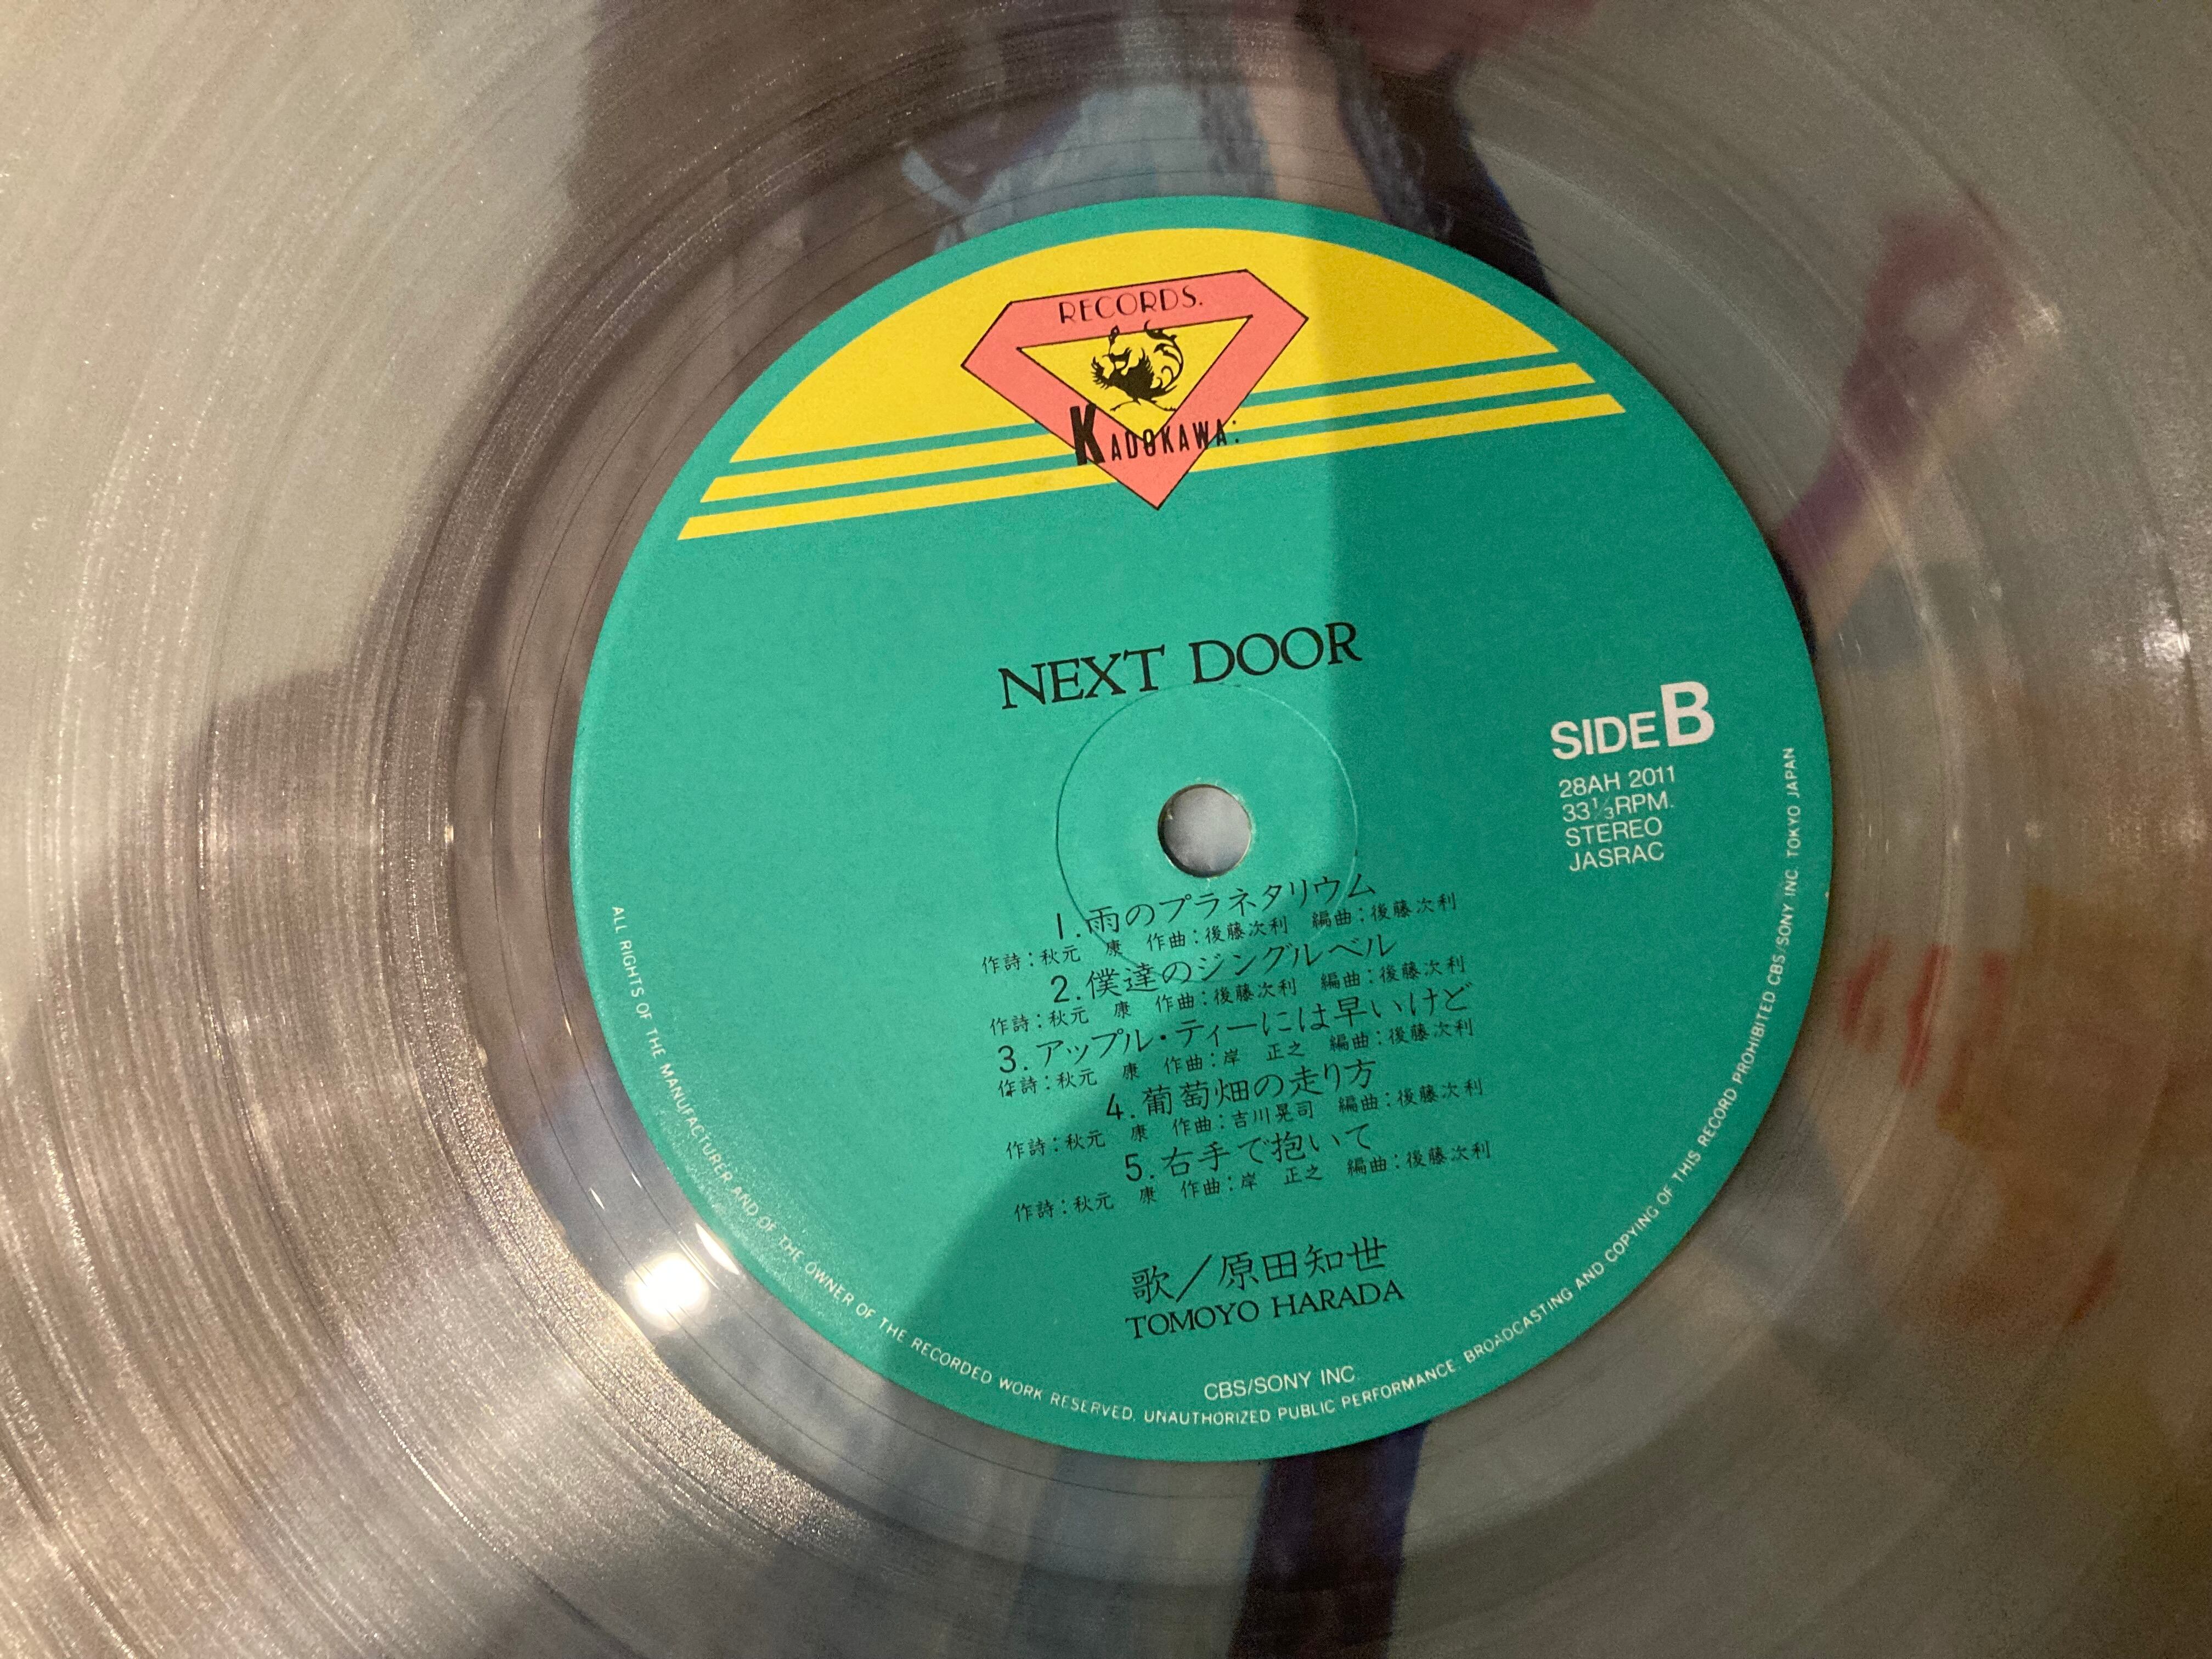 RECORDS.
KADOKAWA:
NEXT DOOR
SIDE B
28AH 2011
33⅓RPM.
STEREO
JASRAC
1.雨のプラネタリウム
作詩:秋元 康 作曲:後藤次利 編曲:後藤次利
2.僕達のジングルベル
作詩:秋元 康 作曲:後藤次利 編曲:後藤次利
3.アップル・ティーには早いけど
作詩:秋元 康 作曲:岸 正之 編曲:後藤次利
4.葡萄畑の走り方
作詩:秋元 康 作曲:吉川晃司 編曲:後藤次利
5.右手で抱いて
作詩:秋元 康 作曲:岸 正之 編曲:後藤次利
歌／原田知世
TOMOYO HARADA
CBS/SONY INC.
ALL RIGHTS OF THE MANUFACTURER AND OF THE OWNER OF THE RECORDED WORK RESERVED. UNAUTHORIZED PUBLIC PERFORMANCE. BROADCASTING AND COPYING OF THIS RECORD PROHIBITED CBS/SONY INC. TOKYO JAPAN